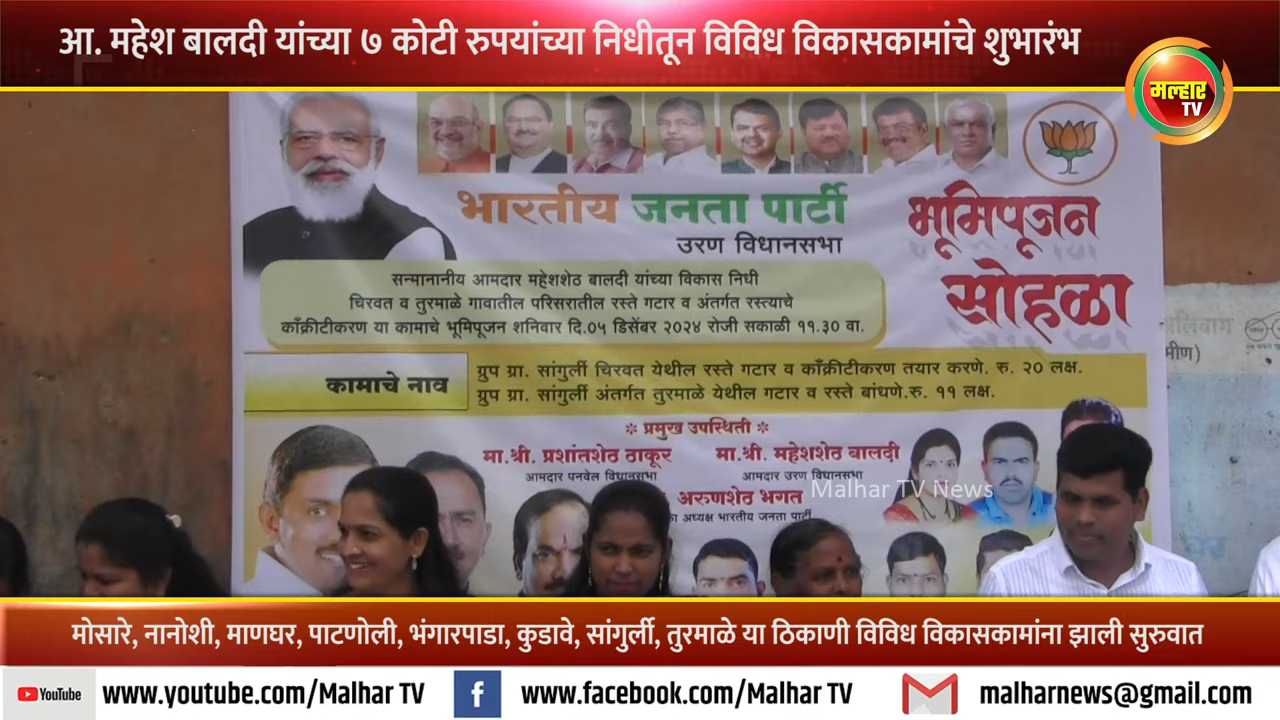 आ. महेश बालदी यांच्या ७ कोटी रुपयांच्या निधीतून विविध विकासकामांचे शुभारंभ
मल्हार
TV
भारतीय जनता पार्टी
उरण विधानसभा
भूमिपूजन
सोहळा
सन्मानानीय आमदार महेशशेठ बालदी यांच्या विकास निधी
चिरवत व तुरमाळे गावातील परिसरातील रस्ते गटार व अंतर्गत रस्त्याचे
काँक्रीटीकरण या कामाचे भूमिपूजन शनिवार दि.०५ डिसेंबर २०२४ रोजी सकाळी ११.३० वा.
कामाचे नाव
ग्रुप ग्रा. सांगुर्ली चिरवत येथील रस्ते गटार व काँक्रीटीकरण तयार करणे. रु. २० लक्ष.
ग्रुप ग्रा. सांगुर्ली अंतर्गत तुरमाळे येथील गटार व रस्ते बांधणे.रु. ११ लक्ष.
प्रमुख उपस्थिती
मा.श्री. प्रशांतशेठ ठाकूर
आमदार पनवेल विधानसभा
मा.श्री. महेशशेठ बालदी
आमदार उरण विधानसभा
अरुणशेठ भगत
अध्यक्ष भारतीय जनता पार्टी
Malhar TV News
मोसारे, नानोशी, माणघर, पाटणोली, भंगारपाडा, कुडावे, सांगुर्ली, तुरमाळे या ठिकाणी विविध विकासकामांना झाली सुरुवात
YouTube www.youtube.com/Malhar TV
www.facebook.com/Malhar TV
malharnews@gmail.com